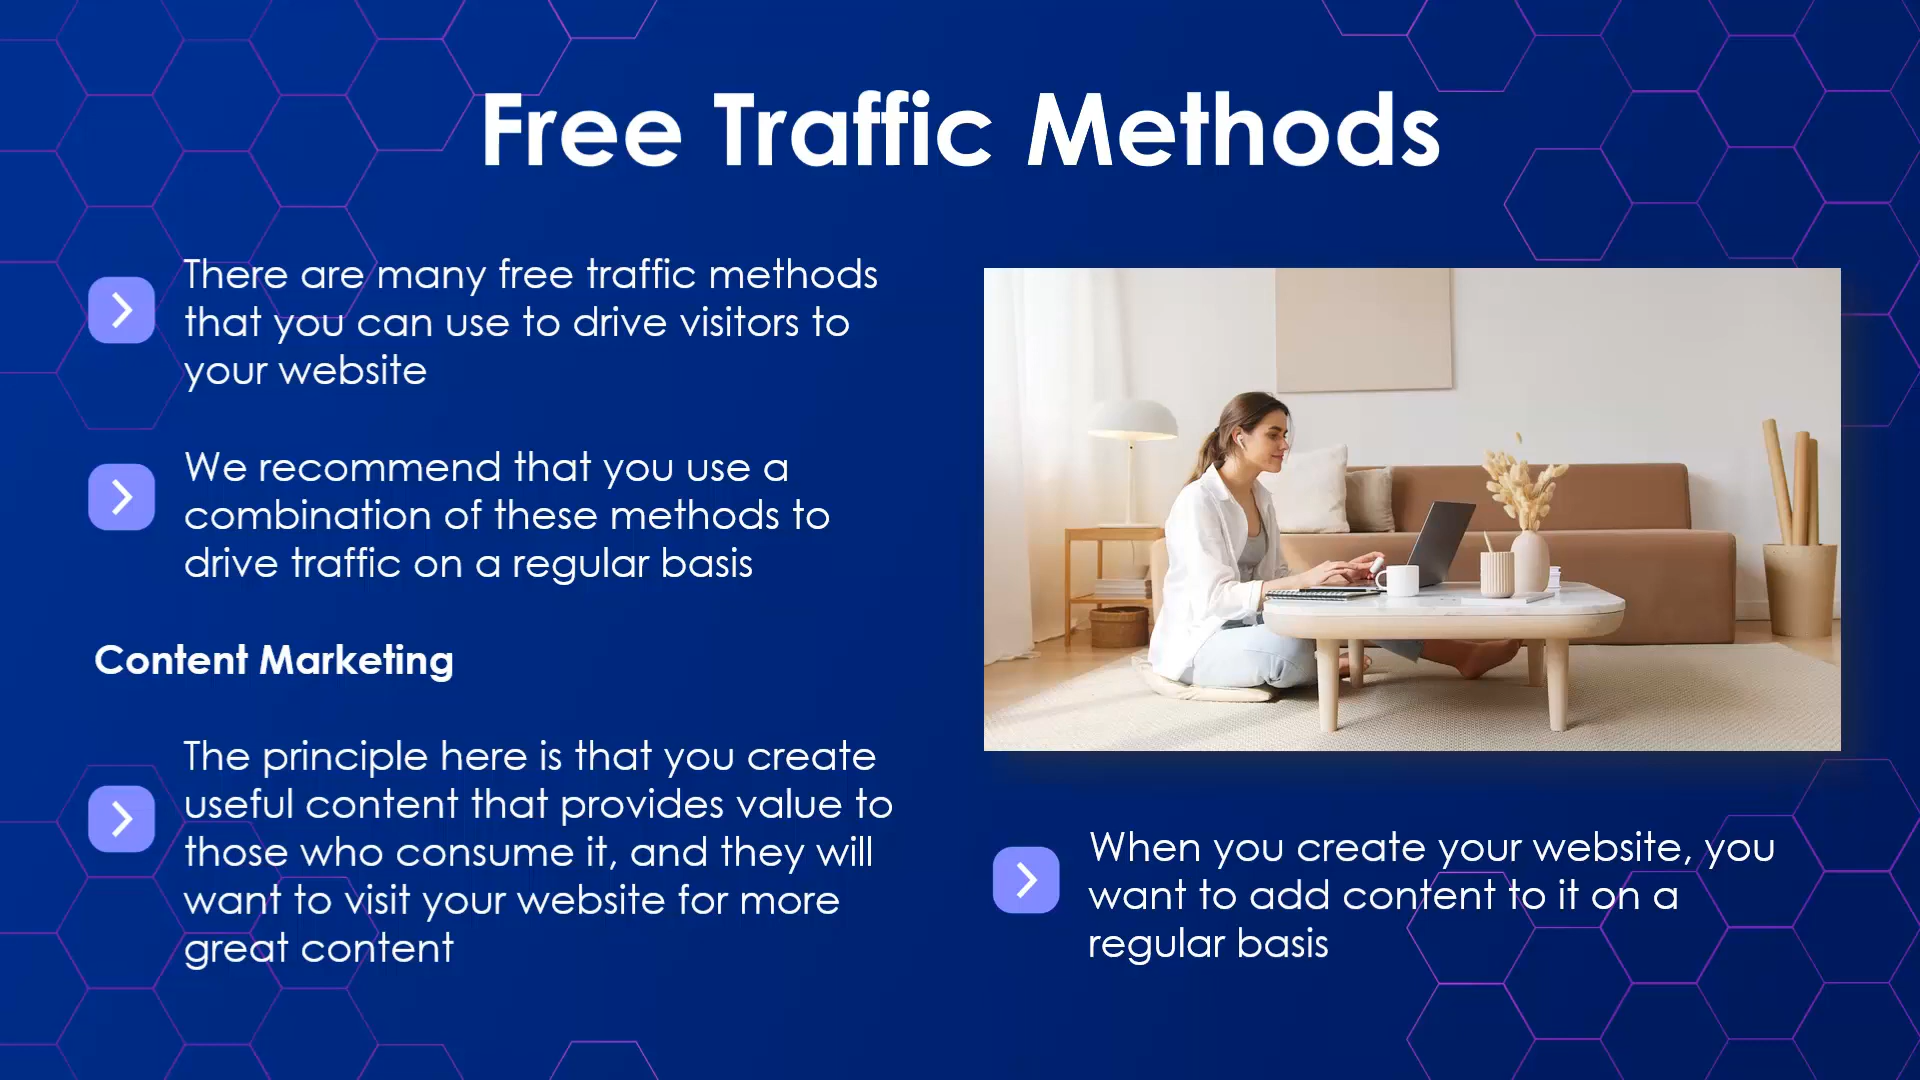 Free Traffic Methods
There are many free traffic methods
that you can use to drive visitors to
your website
We recommend that you use a
combination of these methods to
drive traffic on a regular basis
Content Marketing
The principle here is that you create
useful content that provides value to
those who consume it, and they will
want to visit your website for more
great content
When you create your website, you
want to add content to it on a
regular basis